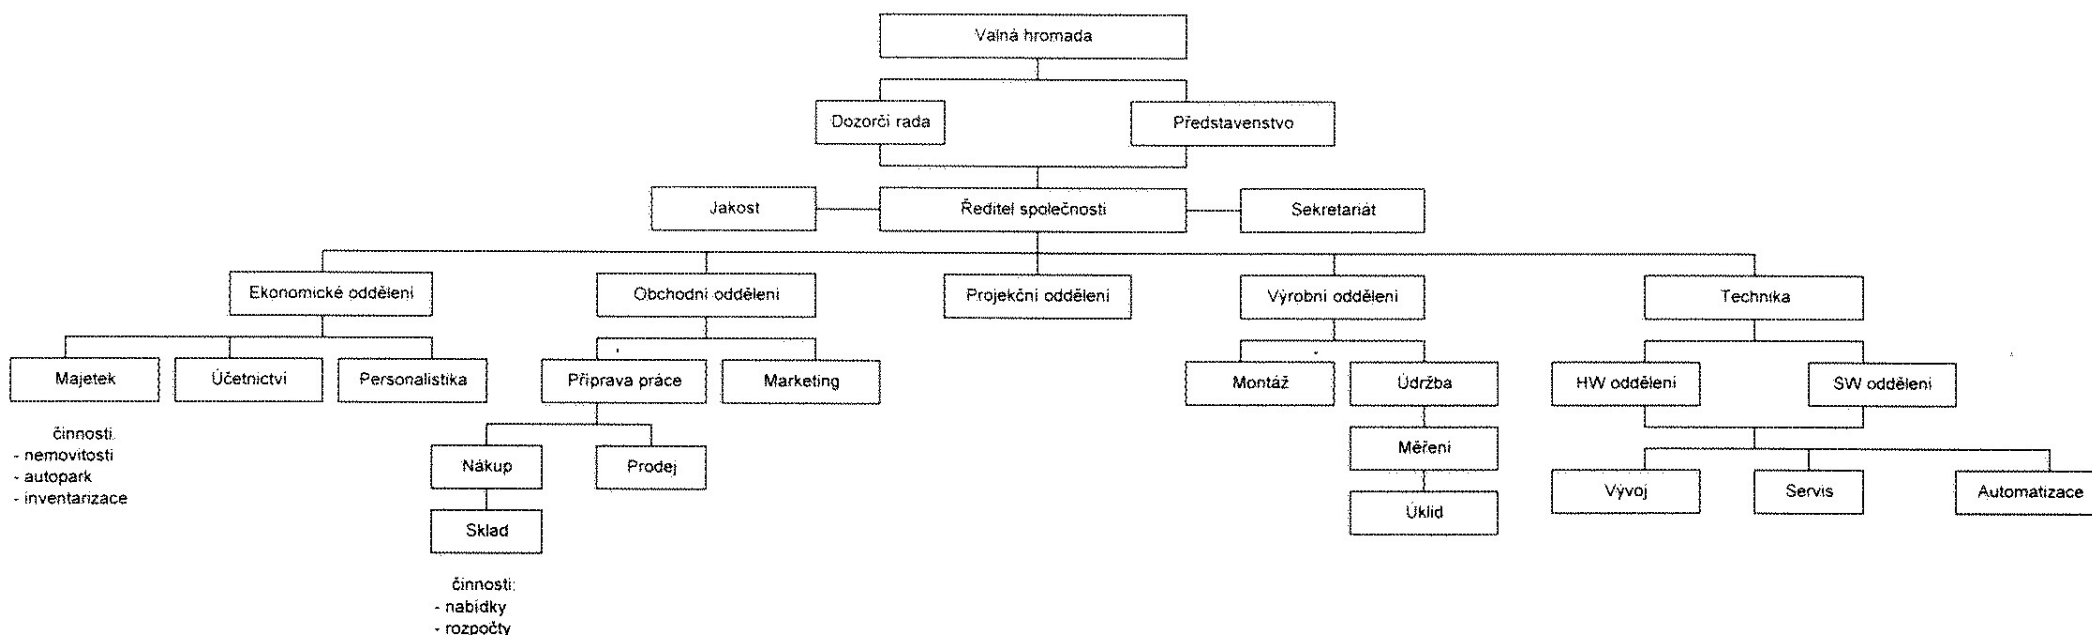 Valná hromada
Dozorčí rada
Představenstvo
Jakost
Ředitel společnosti
Sekretariát
Ekonomické oddělení
Obchodní oddělení
Projekční oddělení
Výrobní oddělení
Technika
Majetek
Účetnictví
Personalistika
Příprava práce
Marketing
Montáž
Údržba
HW oddělení
SW oddělení
činnosti:
- nemovitosti
- autopark
- inventarizace
Nákup
Prodej
Měření
Vývoj
Servis
Automatizace
Sklad
Úklid
činnosti:
- nabídky
- rozpočty